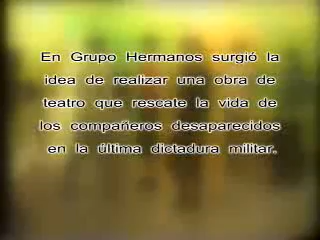 En Grupo Hermanos surgió la
idea de realizar una obra de
teatro que rescate la vida de
los compañeros desaparecidos
en la última dictadura militar.